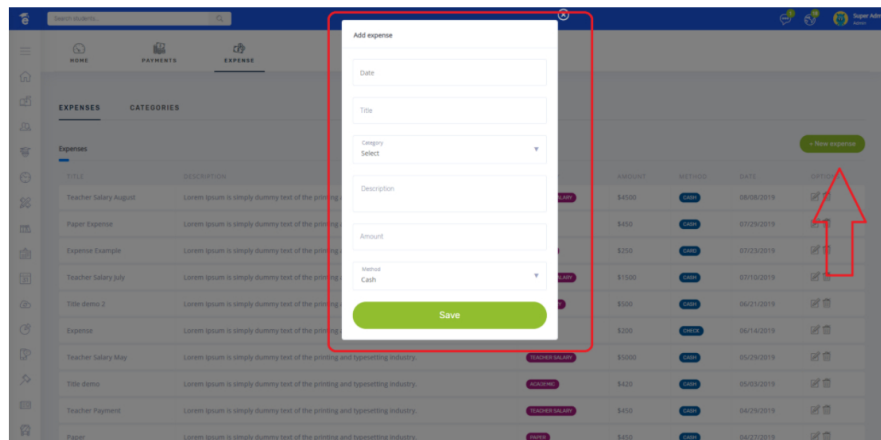 Search students...
Super Adm
HOME
PAYMENTS
EXPENSE
EXPENSES
CATEGORIES
Expenses
+ New expense
Add expense
Date
Title
Category
Select
Description
Amount
Method
Cash
Save
TITLE DESCRIPTION AMOUNT METHOD DATE OPTIONS
Teacher Salary August Lorem Ipsum is simply dummy text of the printing $4500 CASH 08/08/2019
Paper Expense Lorem Ipsum is simply dummy text of the printing $450 CASH 07/29/2019
Expense Example Lorem Ipsum is simply dummy text of the printing $250 CARD 07/23/2019
Teacher Salary July Lorem Ipsum is simply dummy text of the printing $1500 CASH 07/10/2019
Title demo 2 Lorem Ipsum is simply dummy text of the printing $300 CASH 06/21/2019
Expense Lorem Ipsum is simply dummy text of the printing $200 CHECK 06/14/2019
Teacher Salary May Lorem Ipsum is simply dummy text of the printing and typesetting industry. TEACHER SALARY $5000 CASH 05/29/2019
Title demo Lorem Ipsum is simply dummy text of the printing and typesetting industry. ACADEMIC $420 CASH 05/03/2019
Teacher Payment Lorem Ipsum is simply dummy text of the printing and typesetting industry. TEACHER SALARY $450 CASH 04/29/2019
Paper Lorem Ipsum is simply dummy text of the printing and typesetting industry. PAPER $450 CASH 04/27/2019